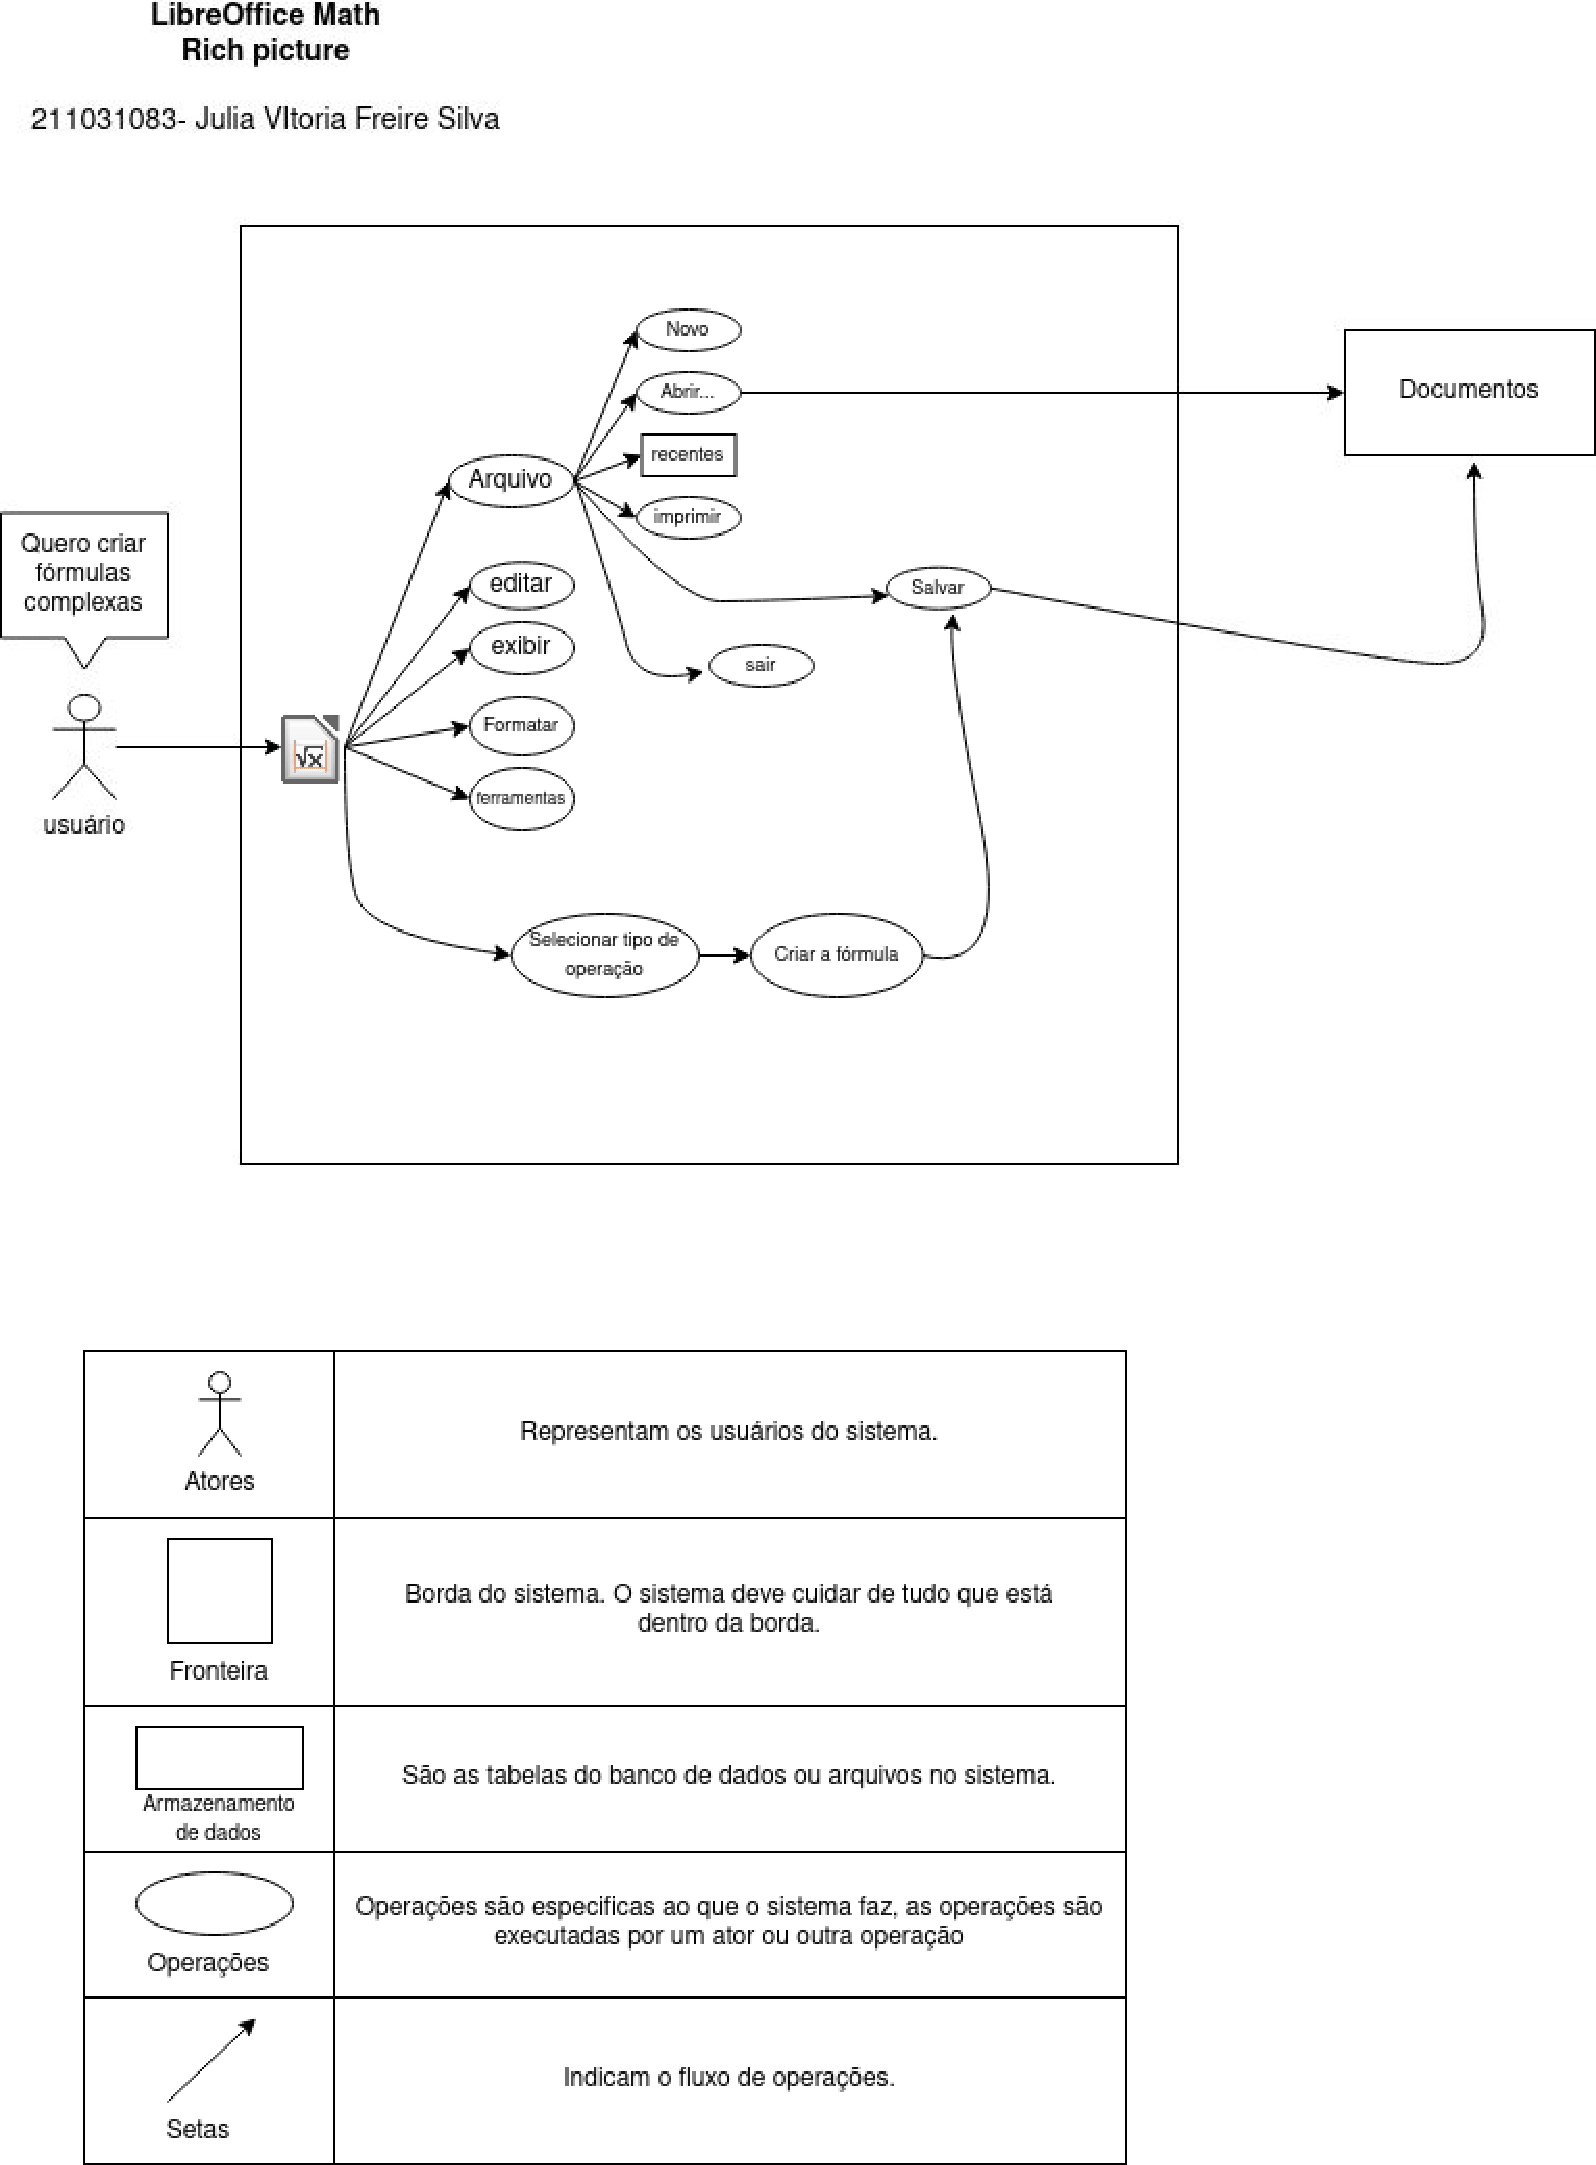 LibreOffice Math
Rich picture
211031083- Julia VItoria Freire Silva
Novo
Abrir...
Documentos
recentes
Arquivo
imprimir
Quero criar
fórmulas
complexas
editar
Salvar
exibir
sair
Formatar
√x
ferramentas
usuário
Selecionar tipo de
operação
Criar a fórmula
Atores
Representam os usuários do sistema.
Fronteira
Borda do sistema. O sistema deve cuidar de tudo que está
dentro da borda.
Armazenamento
de dados
São as tabelas do banco de dados ou arquivos no sistema.
Operações
Operações são especificas ao que o sistema faz, as operações são
executadas por um ator ou outra operação
Setas
Indicam o fluxo de operações.